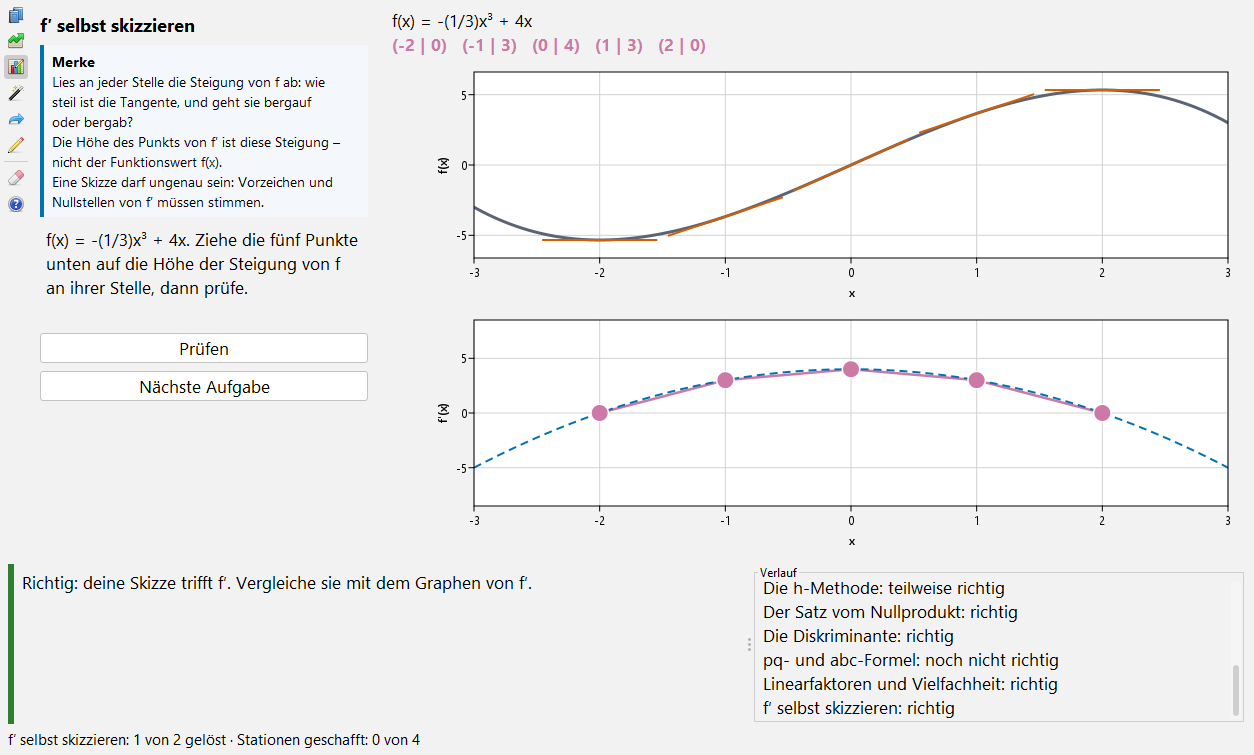 f′ selbst skizzieren
Merke
Lies an jeder Stelle die Steigung von f ab: wie
steil ist die Tangente, und geht sie bergauf
oder bergab?
Die Höhe des Punkts von f′ ist diese Steigung –
nicht der Funktionswert f(x).
Eine Skizze darf ungenau sein: Vorzeichen und
Nullstellen von f′ müssen stimmen.
f(x) = -(1/3)x³ + 4x. Ziehe die fünf Punkte
unten auf die Höhe der Steigung von f
an ihrer Stelle, dann prüfe.
Prüfen
Nächste Aufgabe
f(x) = -(1/3)x³ + 4x
(-2 | 0) (-1 | 3) (0 | 4) (1 | 3) (2 | 0)
f(x)
5
0
-5
-3 -2 -1 0 1 2 3
x
f′(x)
5
0
-5
-3 -2 -1 0 1 2 3
x
Richtig: deine Skizze trifft f′. Vergleiche sie mit dem Graphen von f′.
Verlauf
Die h-Methode: teilweise richtig
Der Satz vom Nullprodukt: richtig
Die Diskriminante: richtig
pq- und abc-Formel: noch nicht richtig
Linearfaktoren und Vielfachheit: richtig
f′ selbst skizzieren: richtig
f′ selbst skizzieren: 1 von 2 gelöst · Stationen geschafft: 0 von 4